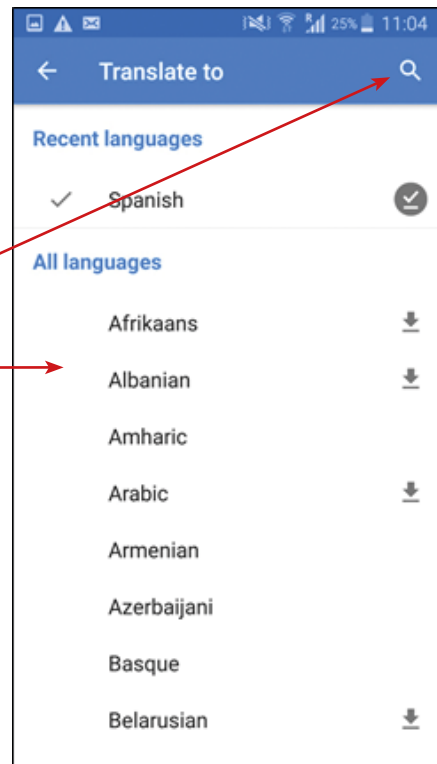 25% 11:04
Translate to
Recent languages
Spanish
All languages
Afrikaans
Albanian
Amharic
Arabic
Armenian
Azerbaijani
Basque
Belarusian